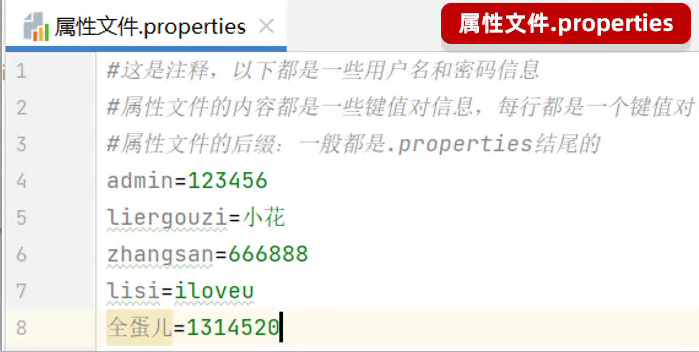 属性文件.properties
属性文件.properties
1 #这是注释，以下都是一些用户名和密码信息
2 #属性文件的内容都是一些键值对信息，每行都是一个键值对
3 #属性文件的后缀：一般都是.properties结尾的
4 admin=123456
5 liergouzi=小花
6 zhangsan=666888
7 lisi=iloveu
8 全蛋儿=1314520